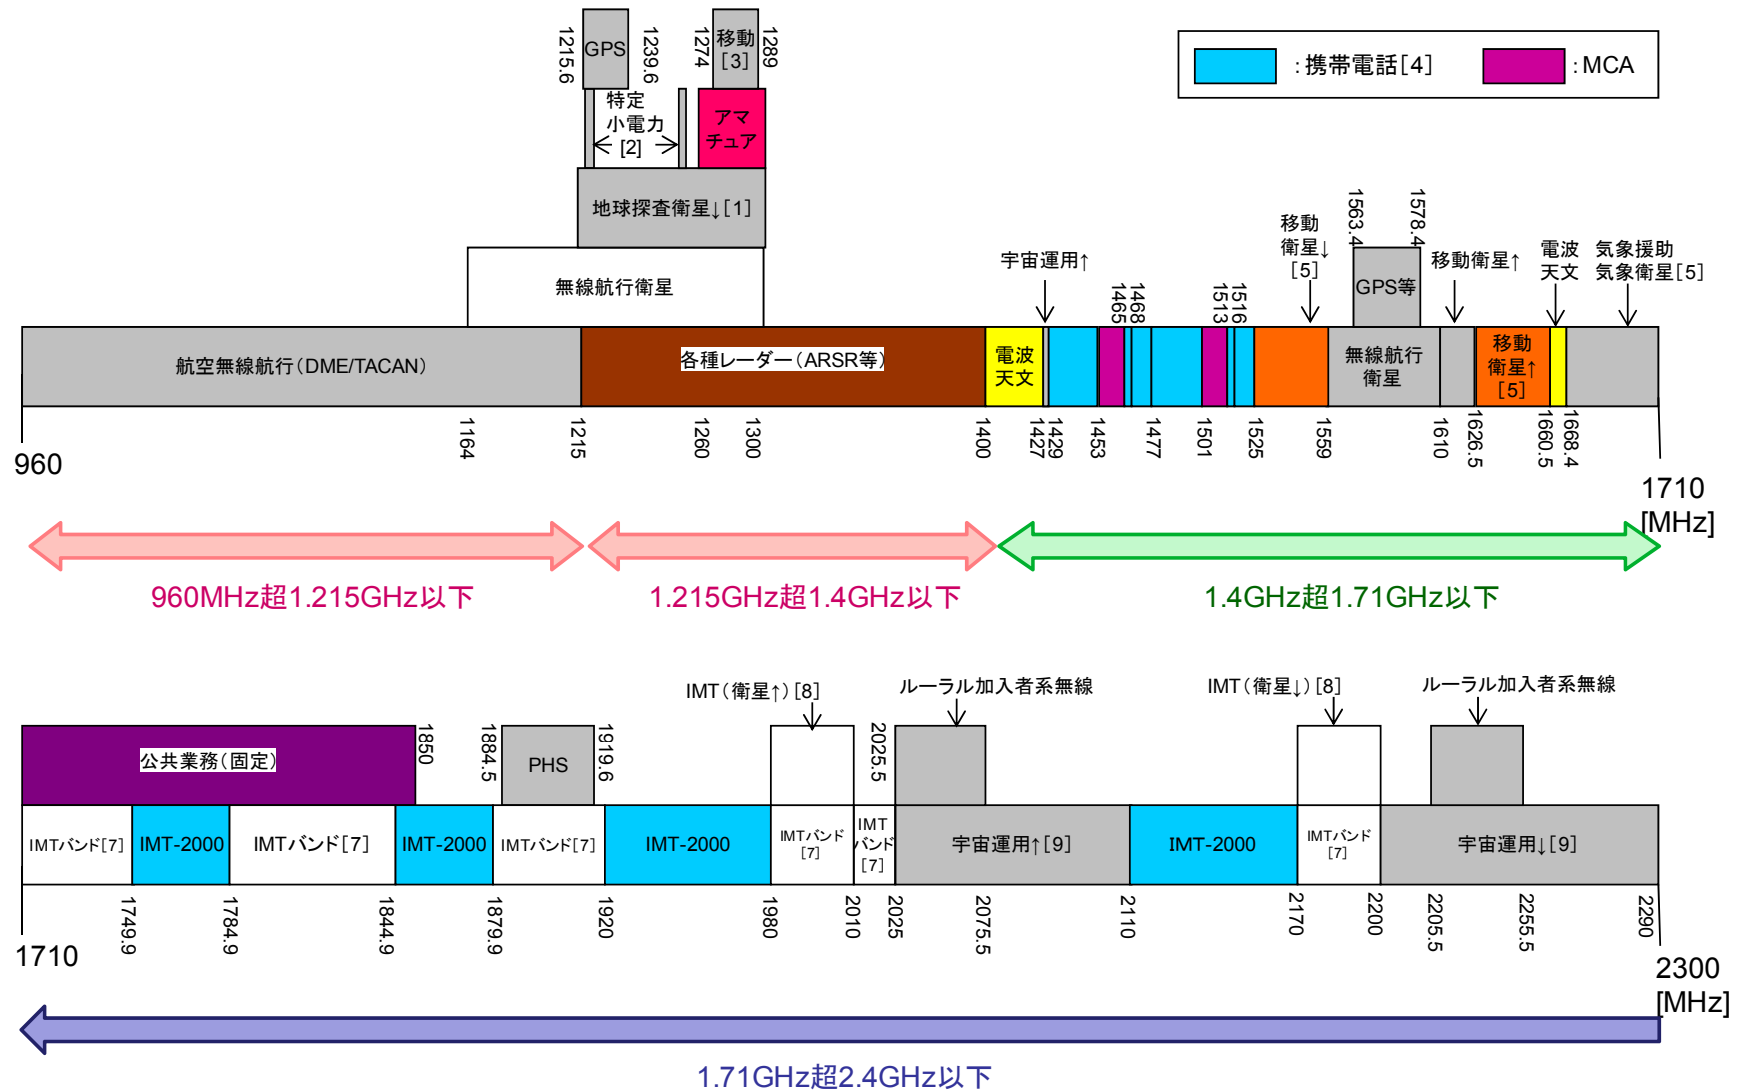 1215.6
GPS
1239.6
1274
移動
[3]
1289
:携帯電話[4]
:MCA
特定
小電力
[2]
アマ
チュア
地球探査衛星↓[1]
無線航行衛星
宇宙運用↑
1465
1468
1513
1516
移動
衛星↓
[5]
1563.4
1578.4
GPS等
移動衛星↑
電波
天文
気象援助
気象衛星[5]
航空無線航行(DME/TACAN)
各種レーダー(ARSR等)
電波
天文
無線航行
衛星
移動
衛星↑
[5]
960
1164
1215
1260
1300
1400
1427
1429
1453
1477
1501
1525
1559
1610
1626.5
1660.5
1668.4
1710
[MHz]
960MHz超1.215GHz以下
1.215GHz超1.4GHz以下
1.4GHz超1.71GHz以下
IMT(衛星↑)[8]
ルーラル加入者系無線
IMT(衛星↓)[8]
ルーラル加入者系無線
公共業務(固定)
1850
1884.5
PHS
1919.6
2025.5
IMTバンド[7]
IMT-2000
IMTバンド[7]
IMT-2000
IMTバンド[7]
IMT-2000
IMTバンド
[7]
IMT
バンド
[7]
宇宙運用↑[9]
IMT-2000
IMTバンド
[7]
宇宙運用↓[9]
1710
1749.9
1784.9
1844.9
1879.9
1920
1980
2010
2025
2075.5
2110
2170
2200
2205.5
2255.5
2290
2300
[MHz]
1.71GHz超2.4GHz以下